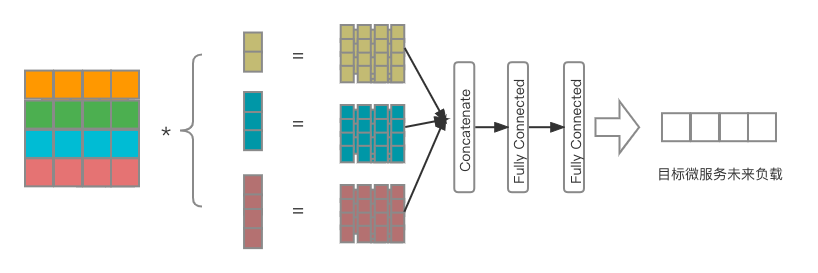 *
=
=
=
Concatenate
Fully Connected
Fully Connected
目标微服务未来负载